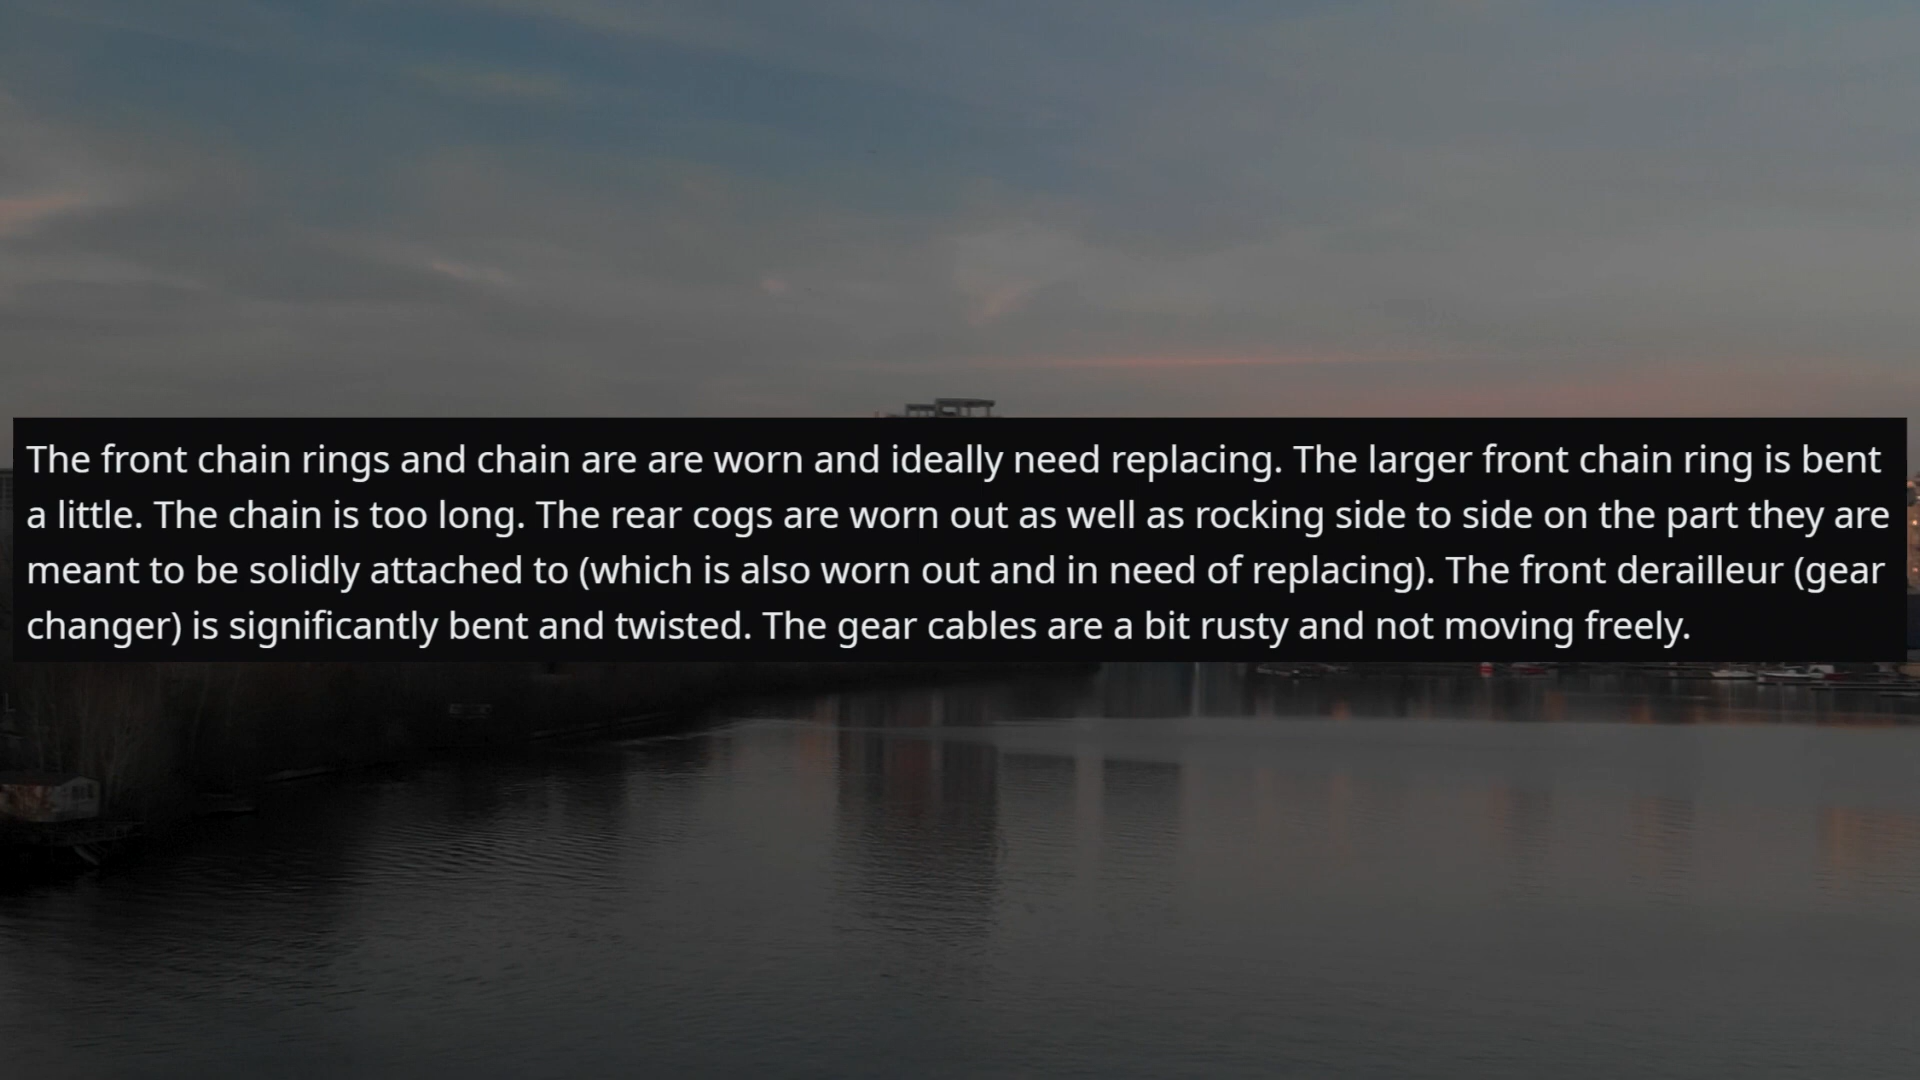 The front chain rings and chain are are worn and ideally need replacing. The larger front chain ring is bent
a little. The chain is too long. The rear cogs are worn out as well as rocking side to side on the part they are
meant to be solidly attached to (which is also worn out and in need of replacing). The front derailleur (gear
changer) is significantly bent and twisted. The gear cables are a bit rusty and not moving freely.